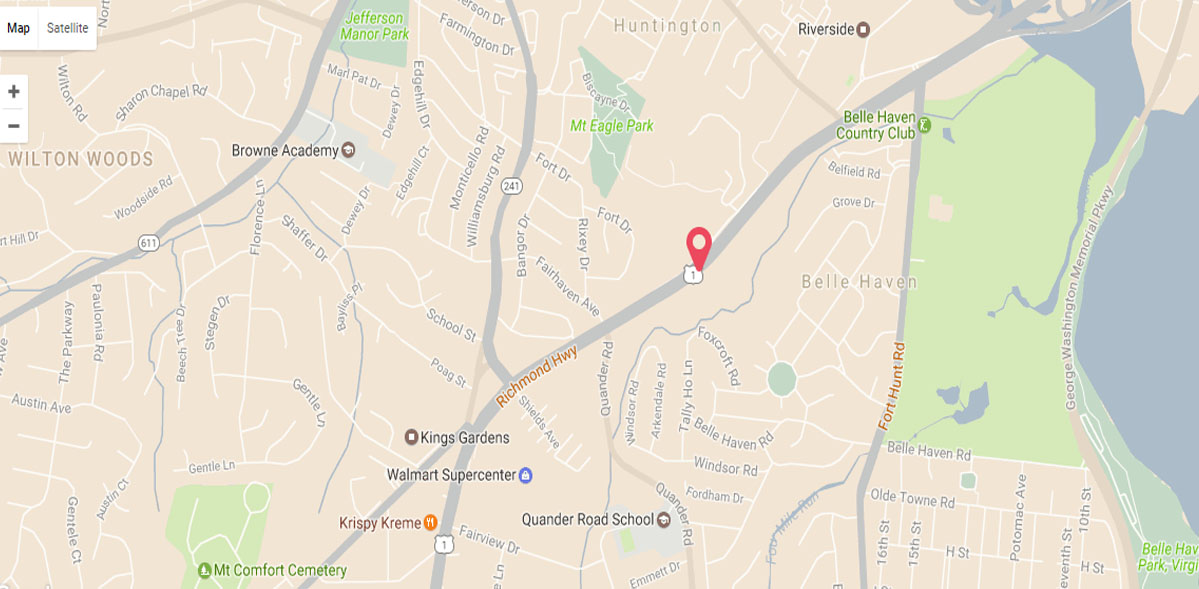 Map
Satellite
Jefferson
Manor Park
Farmington Dr
Huntington
Riverside
Wilton Rd
Sharon Chapel Rd
Marl Pat Dr
Dewey Dr
Edgehill Dr
Biscayne Dr
Mt Eagle Park
Belle Haven
Country Club
WILTON WOODS
Browne Academy
Edgehill Ct
Monticello Rd
Williamsburg Rd
Fort Dr
241
Belfield Rd
Woodside Rd
Florence Ln
Dewey Dr
Shaffer Dr
Bangor Dr
Rixey Dr
Fort Dr
Grove Dr
George Washington Memorial Pkwy
611
Fairhaven Ave
1
Belle Haven
The Parkway
Paulonia Rd
Beech Tree Dr
Stegen Dr
Bayliss Pl
School St
Poag St
Richmond Hwy
Quander Rd
Foxcroft Rd
Fort Hunt Rd
Austin Ave
Gentle Ln
Shields Ave
Windsor Rd
Arkendale Rd
Tally Ho Ln
Belle Haven Rd
Kings Gardens
Walmart Supercenter
Windsor Rd
Belle Haven Rd
Gentle Ln
Austin Ct
Gentele Ct
Fordham Dr
Olde Towne Rd
Krispy Kreme
Quander Road School
Quander Rd
Four Mile Run
16th St
15th St
H St
Potomac Ave
10th St
H St
1
Fairview Dr
Mt Comfort Cemetery
Emmett Dr
Belle Hav
Park, Virgi